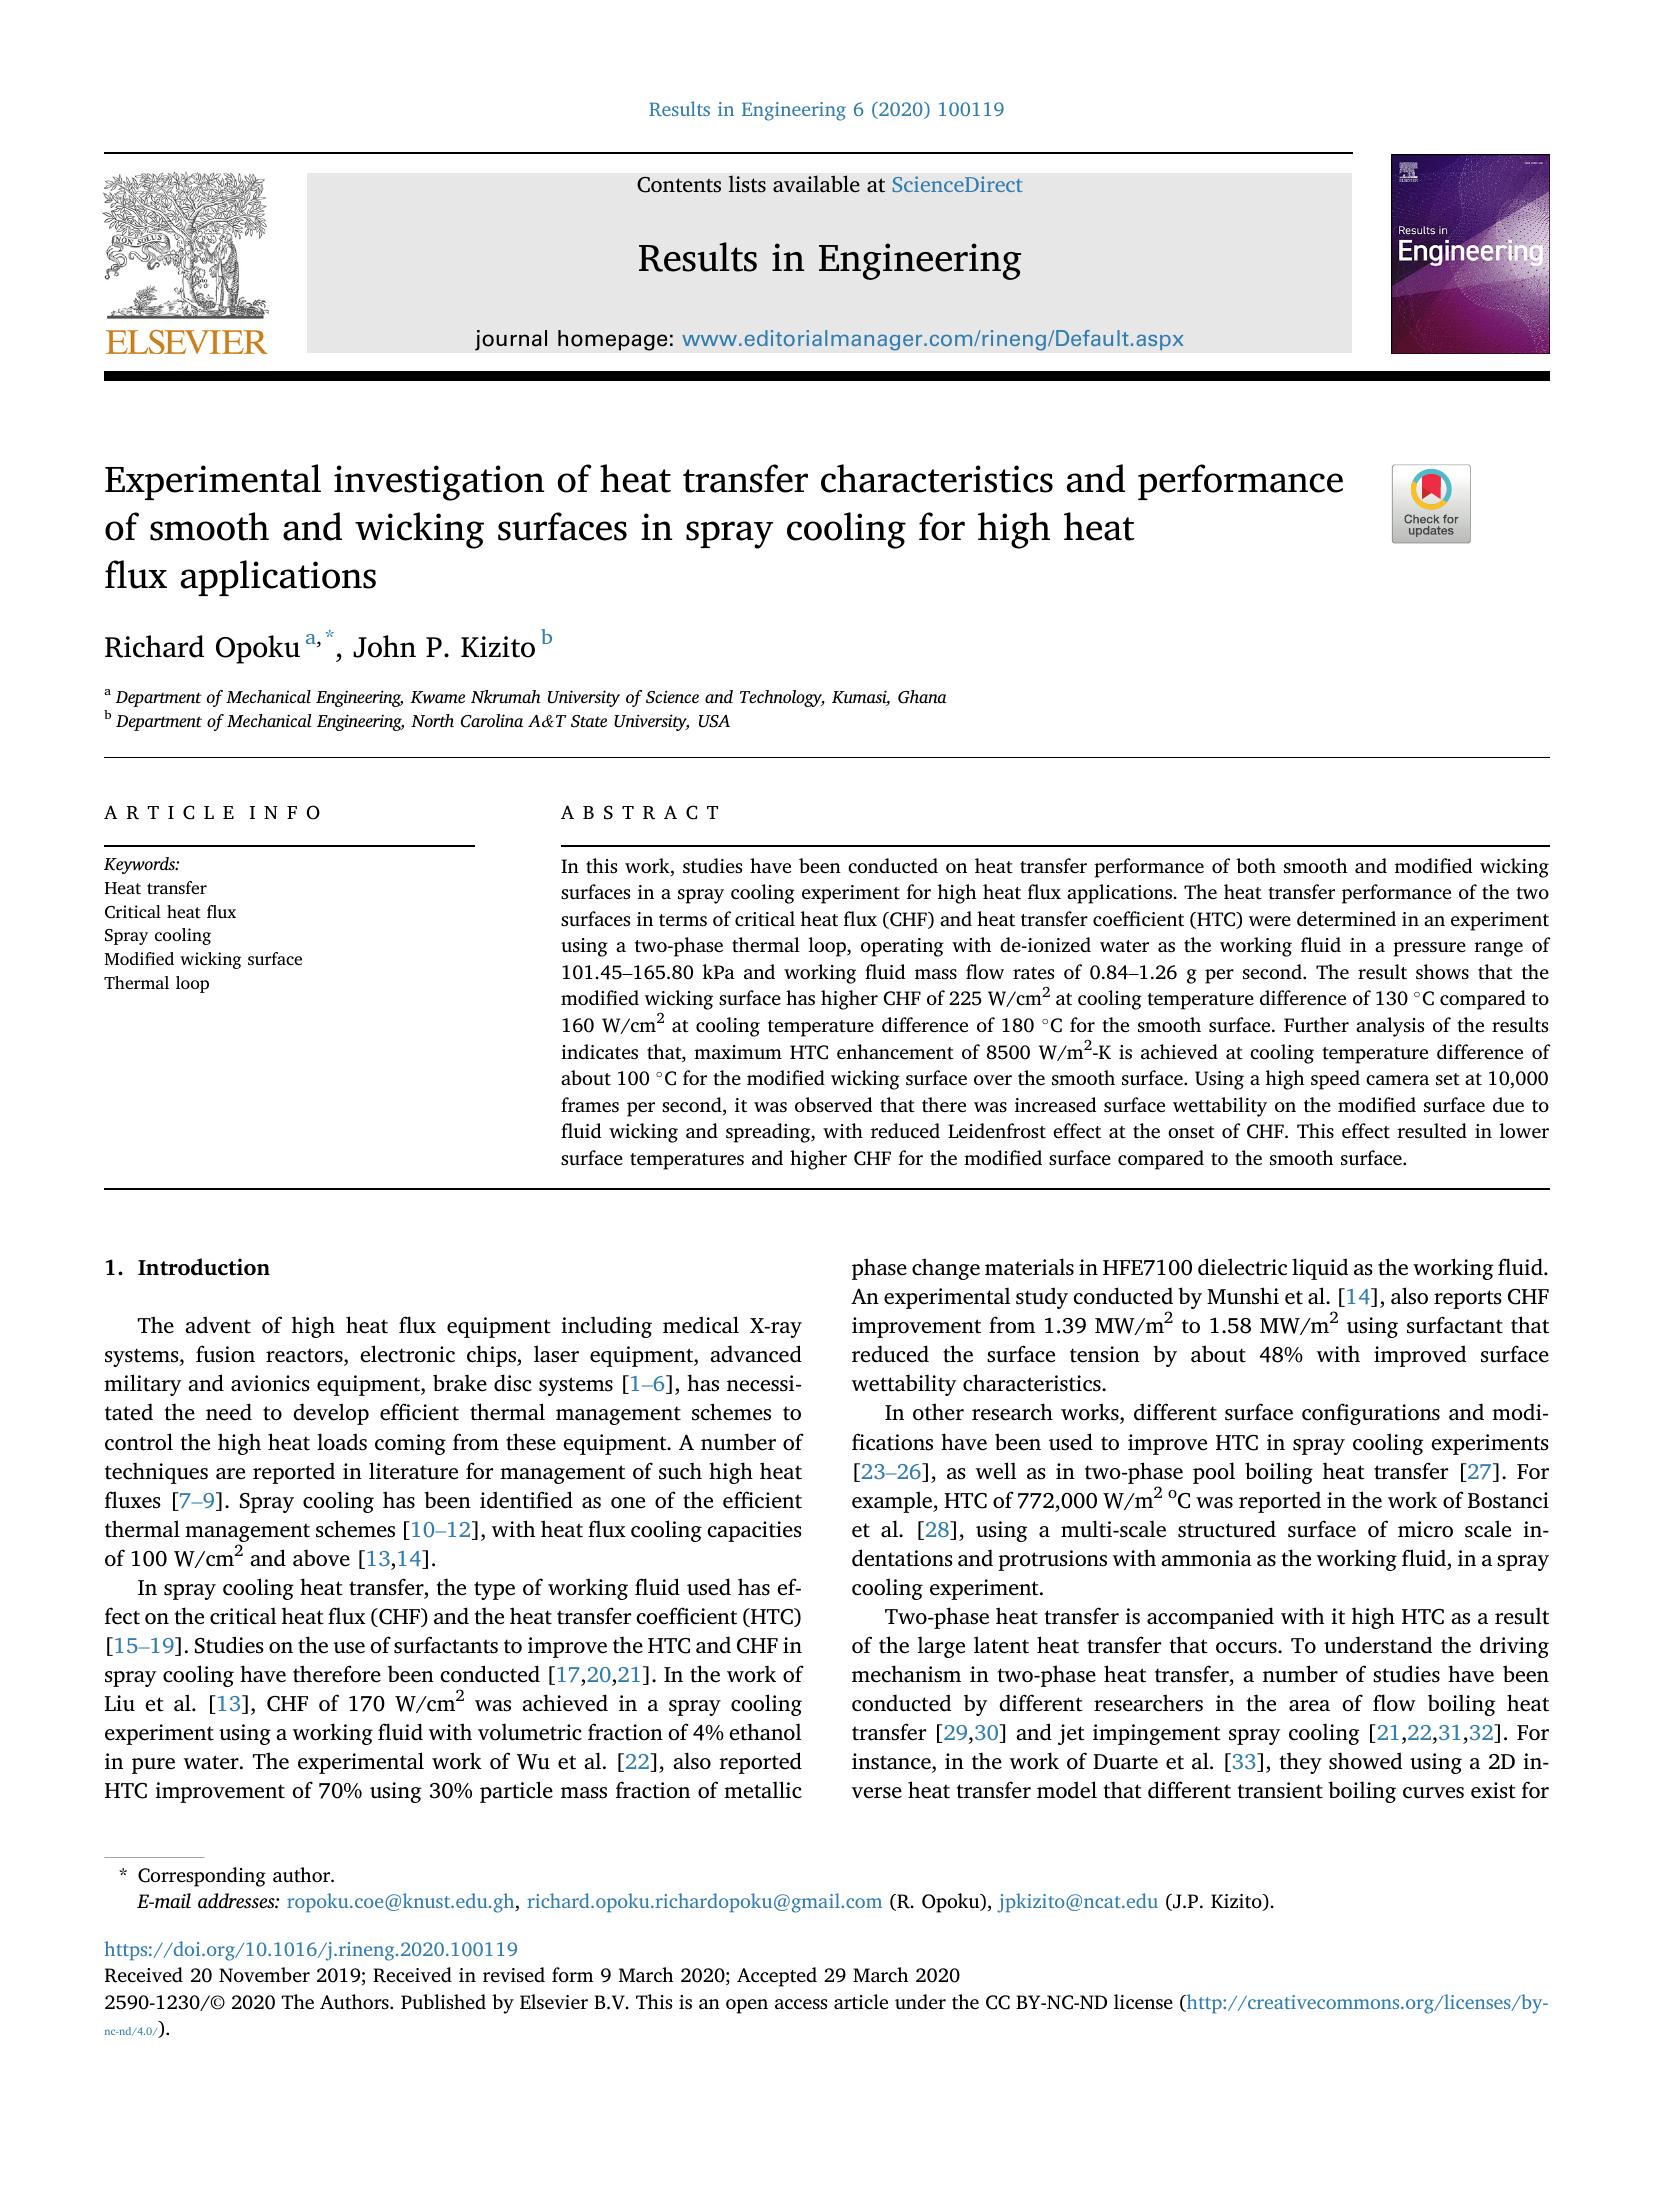 Results in Engineering 6 (2020) 100119
Contents lists available at ScienceDirect
Results in Engineering
journal homepage: www.editorialmanager.com/rineng/Default.aspx
NON SOLUS
ELSEVIER
Results in
Engineering
Experimental investigation of heat transfer characteristics and performance
of smooth and wicking surfaces in spray cooling for high heat
flux applications
Check for
updates
Richard Opoku a,*, John P. Kizito b
a Department of Mechanical Engineering, Kwame Nkrumah University of Science and Technology, Kumasi, Ghana
b Department of Mechanical Engineering, North Carolina A&T State University, USA
A R T I C L E I N F O
Keywords:
Heat transfer
Critical heat flux
Spray cooling
Modified wicking surface
Thermal loop
A B S T R A C T
In this work, studies have been conducted on heat transfer performance of both smooth and modified wicking
surfaces in a spray cooling experiment for high heat flux applications. The heat transfer performance of the two
surfaces in terms of critical heat flux (CHF) and heat transfer coefficient (HTC) were determined in an experiment
using a two-phase thermal loop, operating with de-ionized water as the working fluid in a pressure range of
101.45–165.80 kPa and working fluid mass flow rates of 0.84–1.26 g per second. The result shows that the
modified wicking surface has higher CHF of 225 W/cm2 at cooling temperature difference of 130 °C compared to
160 W/cm2 at cooling temperature difference of 180 °C for the smooth surface. Further analysis of the results
indicates that, maximum HTC enhancement of 8500 W/m2-K is achieved at cooling temperature difference of
about 100 °C for the modified wicking surface over the smooth surface. Using a high speed camera set at 10,000
frames per second, it was observed that there was increased surface wettability on the modified surface due to
fluid wicking and spreading, with reduced Leidenfrost effect at the onset of CHF. This effect resulted in lower
surface temperatures and higher CHF for the modified surface compared to the smooth surface.
1. Introduction
The advent of high heat flux equipment including medical X-ray
systems, fusion reactors, electronic chips, laser equipment, advanced
military and avionics equipment, brake disc systems [1–6], has necessi-
tated the need to develop efficient thermal management schemes to
control the high heat loads coming from these equipment. A number of
techniques are reported in literature for management of such high heat
fluxes [7–9]. Spray cooling has been identified as one of the efficient
thermal management schemes [10–12], with heat flux cooling capacities
of 100 W/cm2 and above [13,14].
In spray cooling heat transfer, the type of working fluid used has ef-
fect on the critical heat flux (CHF) and the heat transfer coefficient (HTC)
[15–19]. Studies on the use of surfactants to improve the HTC and CHF in
spray cooling have therefore been conducted [17,20,21]. In the work of
Liu et al. [13], CHF of 170 W/cm2 was achieved in a spray cooling
experiment using a working fluid with volumetric fraction of 4% ethanol
in pure water. The experimental work of Wu et al. [22], also reported
HTC improvement of 70% using 30% particle mass fraction of metallic
phase change materials in HFE7100 dielectric liquid as the working fluid.
An experimental study conducted by Munshi et al. [14], also reports CHF
improvement from 1.39 MW/m2 to 1.58 MW/m2 using surfactant that
reduced the surface tension by about 48% with improved surface
wettability characteristics.
In other research works, different surface configurations and modi-
fications have been used to improve HTC in spray cooling experiments
[23–26], as well as in two-phase pool boiling heat transfer [27]. For
example, HTC of 772,000 W/m2 oC was reported in the work of Bostanci
et al. [28], using a multi-scale structured surface of micro scale in-
dentations and protrusions with ammonia as the working fluid, in a spray
cooling experiment.
Two-phase heat transfer is accompanied with it high HTC as a result
of the large latent heat transfer that occurs. To understand the driving
mechanism in two-phase heat transfer, a number of studies have been
conducted by different researchers in the area of flow boiling heat
transfer [29,30] and jet impingement spray cooling [21,22,31,32]. For
instance, in the work of Duarte et al. [33], they showed using a 2D in-
verse heat transfer model that different transient boiling curves exist for
* Corresponding author.
E-mail addresses: ropoku.coe@knust.edu.gh, richard.opoku.richardopoku@gmail.com (R. Opoku), jpkizito@ncat.edu (J.P. Kizito).
https://doi.org/10.1016/j.rineng.2020.100119
Received 20 November 2019; Received in revised form 9 March 2020; Accepted 29 March 2020
2590-1230/© 2020 The Authors. Published by Elsevier B.V. This is an open access article under the CC BY-NC-ND license (http://creativecommons.org/licenses/by-
nc-nd/4.0/).